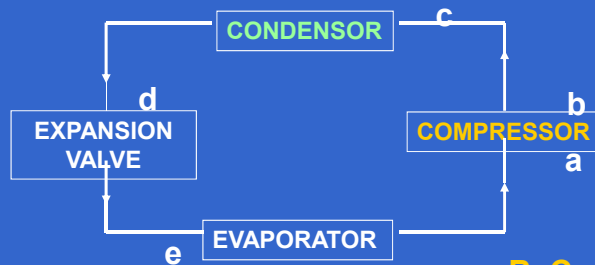 CONDENSOR
c
d
b
EXPANSION
VALVE
COMPRESSOR
a
EVAPORATOR
e